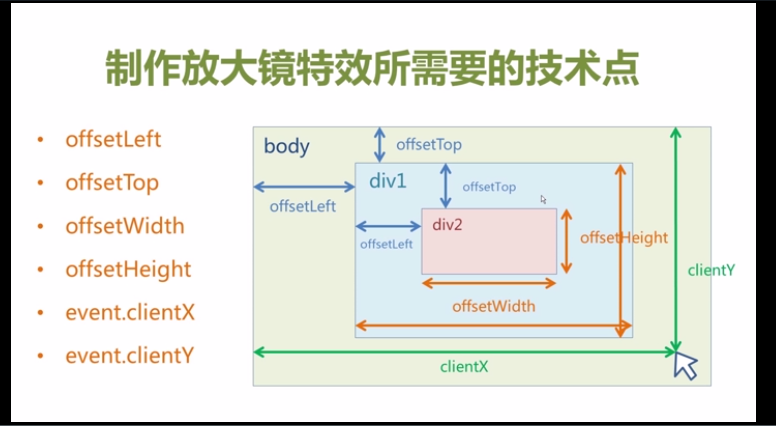 制作放大镜特效所需要的技术点
• offsetLeft
• offsetTop
• offsetWidth
• offsetHeight
• event.clientX
• event.clientY
body
offsetTop
div1
offsetTop
offsetLeft
div2
offsetLeft
offsetHeight
clientY
offsetWidth
clientX